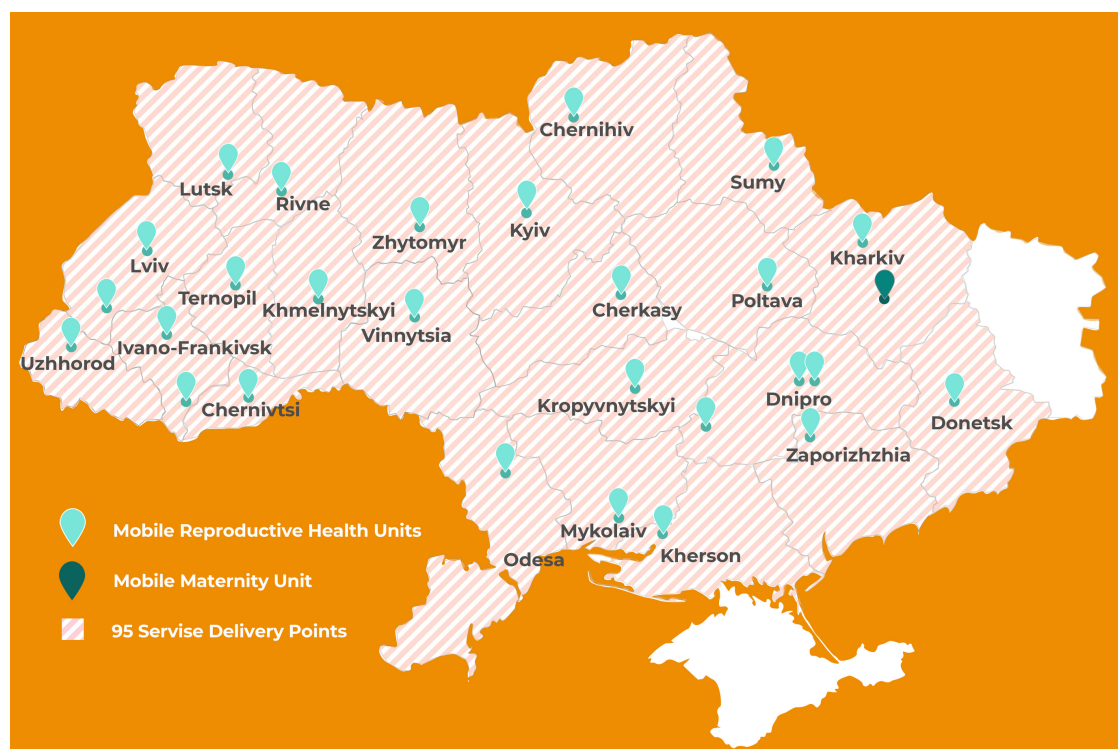 Chernihiv
Sumy
Lutsk
Rivne
Kyiv
Zhytomyr
Kharkiv
Lviv
Ternopil
Khmelnytskyi
Cherkasy
Poltava
Vinnytsia
Ivano-Frankivsk
Uzhhorod
Chernivtsi
Kropyvnytskyi
Dnipro
Donetsk
Zaporizhzhia
Mykolaiv
Kherson
Odesa
Mobile Reproductive Health Units
Mobile Maternity Unit
95 Servise Delivery Points